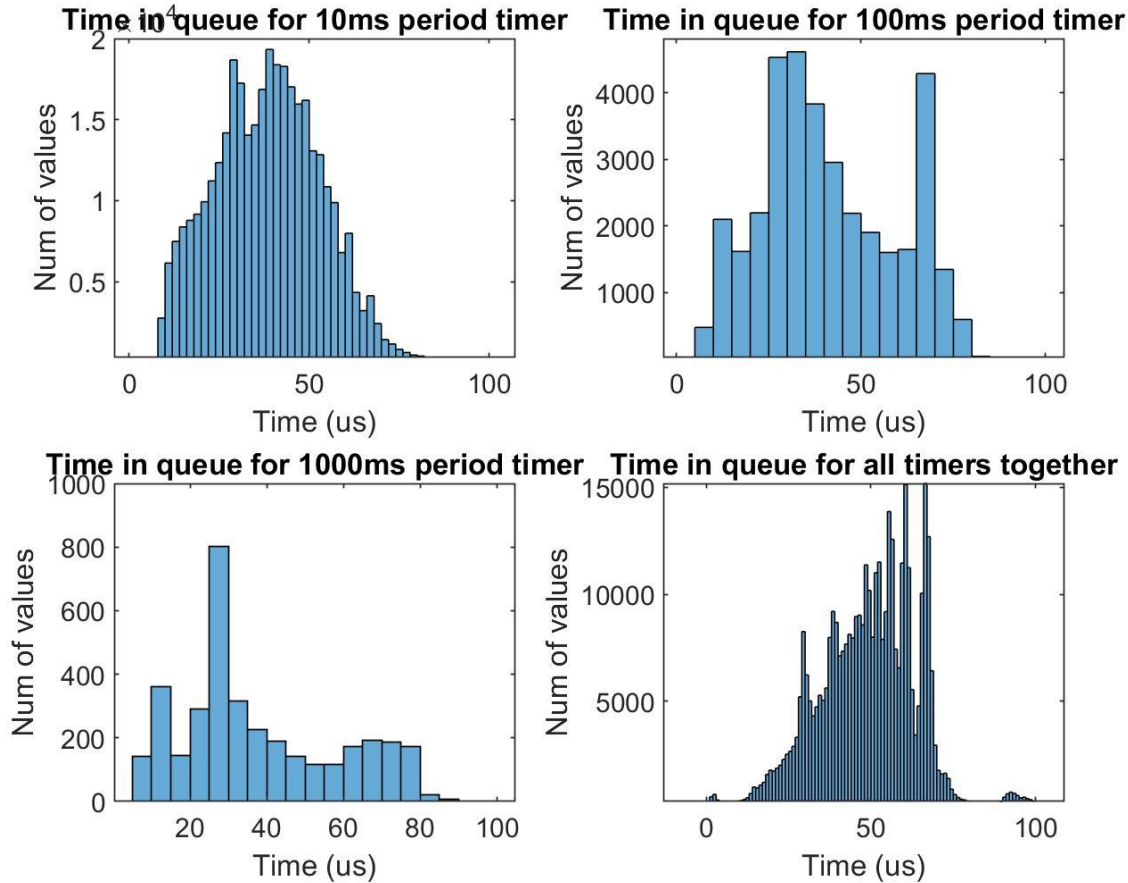 Time in queue for 10ms period timer
×10⁴
2
1.5
1
0.5
Num of values
0 50 100
Time (us)
Time in queue for 100ms period timer
4000
3000
2000
1000
Num of values
0 50 100
Time (us)
Time in queue for 1000ms period timer
1000
800
600
400
200
0
Num of values
20 40 60 80 100
Time (us)
Time in queue for all timers together
15000
10000
5000
Num of values
0 50 100
Time (us)